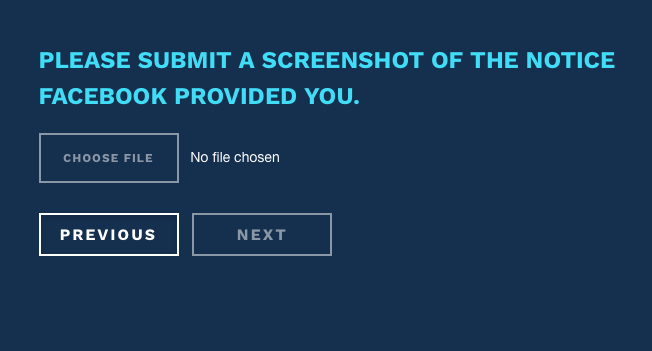 PLEASE SUBMIT A SCREENSHOT OF THE NOTICE
FACEBOOK PROVIDED YOU.
CHOOSE FILE No file chosen
PREVIOUS NEXT